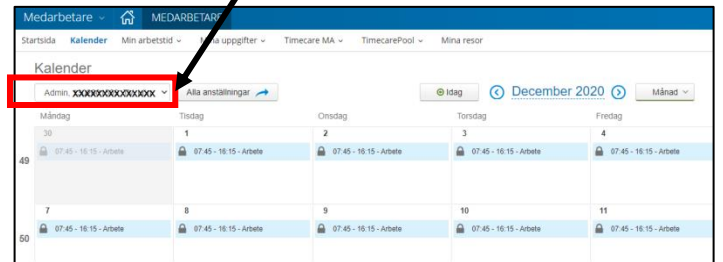 Medarbetare MEDARBETARE
Startsida Kalender Min arbetstid Mina uppgifter Timecare MA TimecarePool Mina resor
Kalender
Admin, XXXXXXXXXXXXXXX Alla anställningar Idag December 2020 Månad
Måndag Tisdag Onsdag Torsdag Fredag
30 1 2 3 4
07:45 - 16:15 - Arbete 07:45 - 16:15 - Arbete 07:45 - 16:15 - Arbete 07:45 - 16:15 - Arbete 07:45 - 16:15 - Arbete
49
7 8 9 10 11
07:45 - 16:15 - Arbete 07:45 - 16:15 - Arbete 07:45 - 16:15 - Arbete 07:45 - 16:15 - Arbete 07:45 - 16:15 - Arbete
50